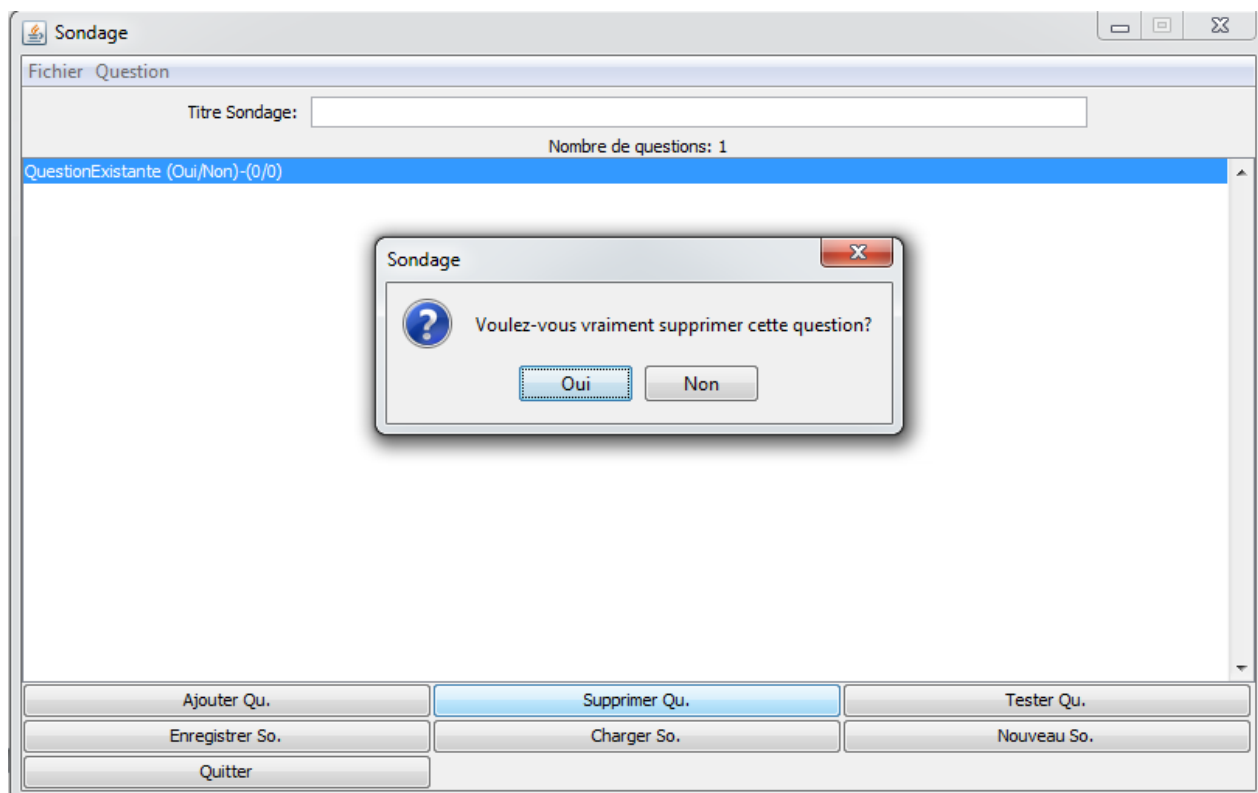 Sondage
Fichier Question
Titre Sondage:
Nombre de questions: 1
QuestionExistante (Oui/Non)-(0/0)
Sondage
Voulez-vous vraiment supprimer cette question?
Oui Non
Ajouter Qu. Supprimer Qu. Tester Qu.
Enregistrer So. Charger So. Nouveau So.
Quitter